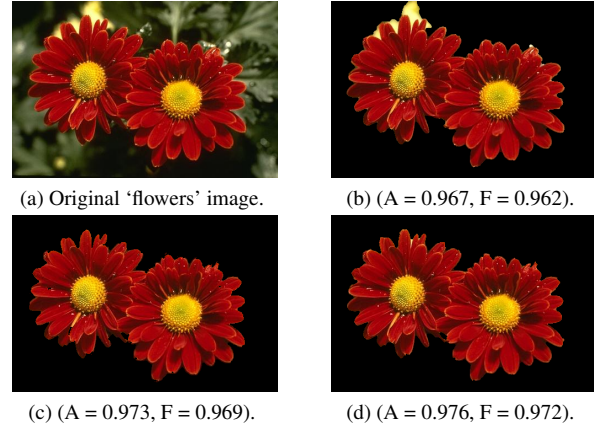 (a) Original ‘flowers’ image.
(b) (A = 0.967, F = 0.962).
(c) (A = 0.973, F = 0.969).
(d) (A = 0.976, F = 0.972).